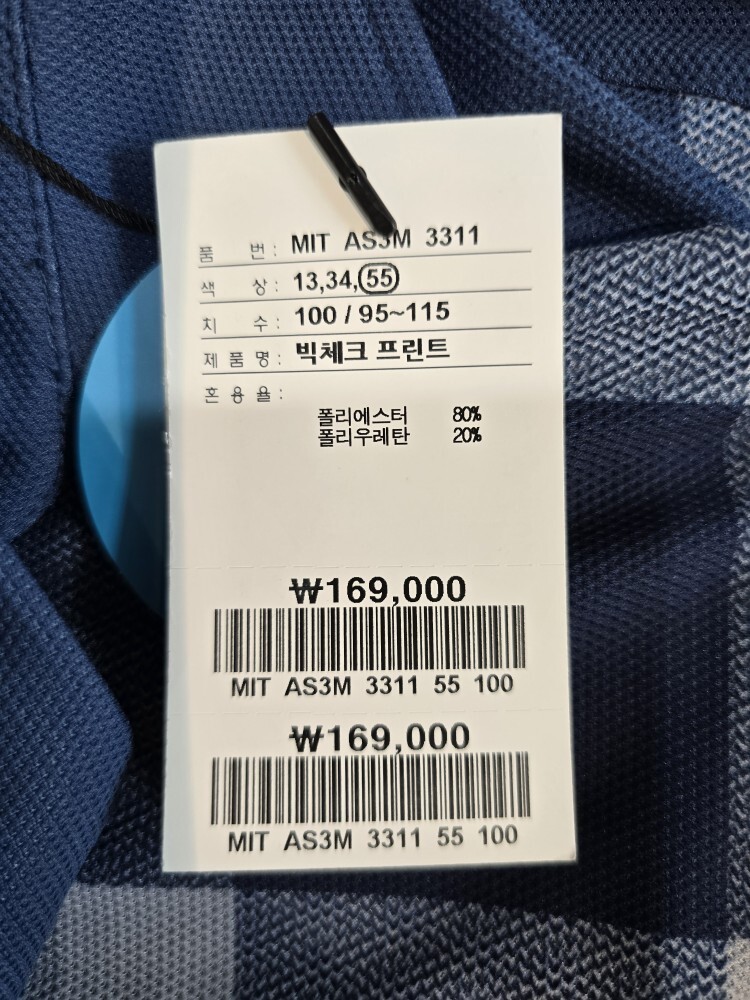 품 번 : MIT AS3M 3311
색 상 : 13,34,55
치 수 : 100 / 95~115
제 품 명 : 빅체크 프린트
혼 용 율 :
폴리에스터 80%
폴리우레탄 20%
₩169,000
MIT AS3M 3311 55 100
₩169,000
MIT AS3M 3311 55 100